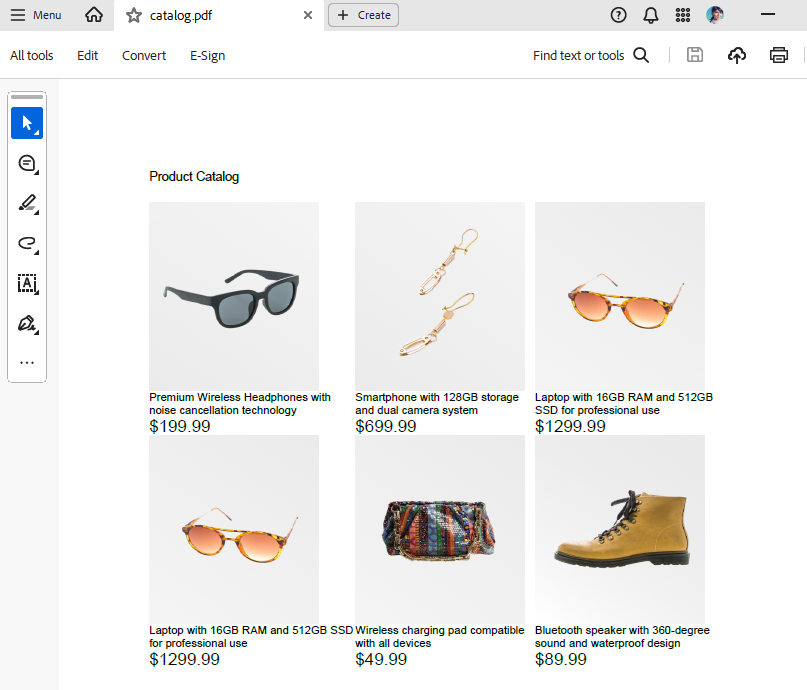 Menu
catalog.pdf
Create
All tools
Edit
Convert
E-Sign
Find text or tools
Product Catalog
Premium Wireless Headphones with
noise cancellation technology
$199.99
Smartphone with 128GB storage
and dual camera system
$699.99
Laptop with 16GB RAM and 512GB
SSD for professional use
$1299.99
Laptop with 16GB RAM and 512GB SSD
for professional use
$1299.99
Wireless charging pad compatible
with all devices
$49.99
Bluetooth speaker with 360-degree
sound and waterproof design
$89.99